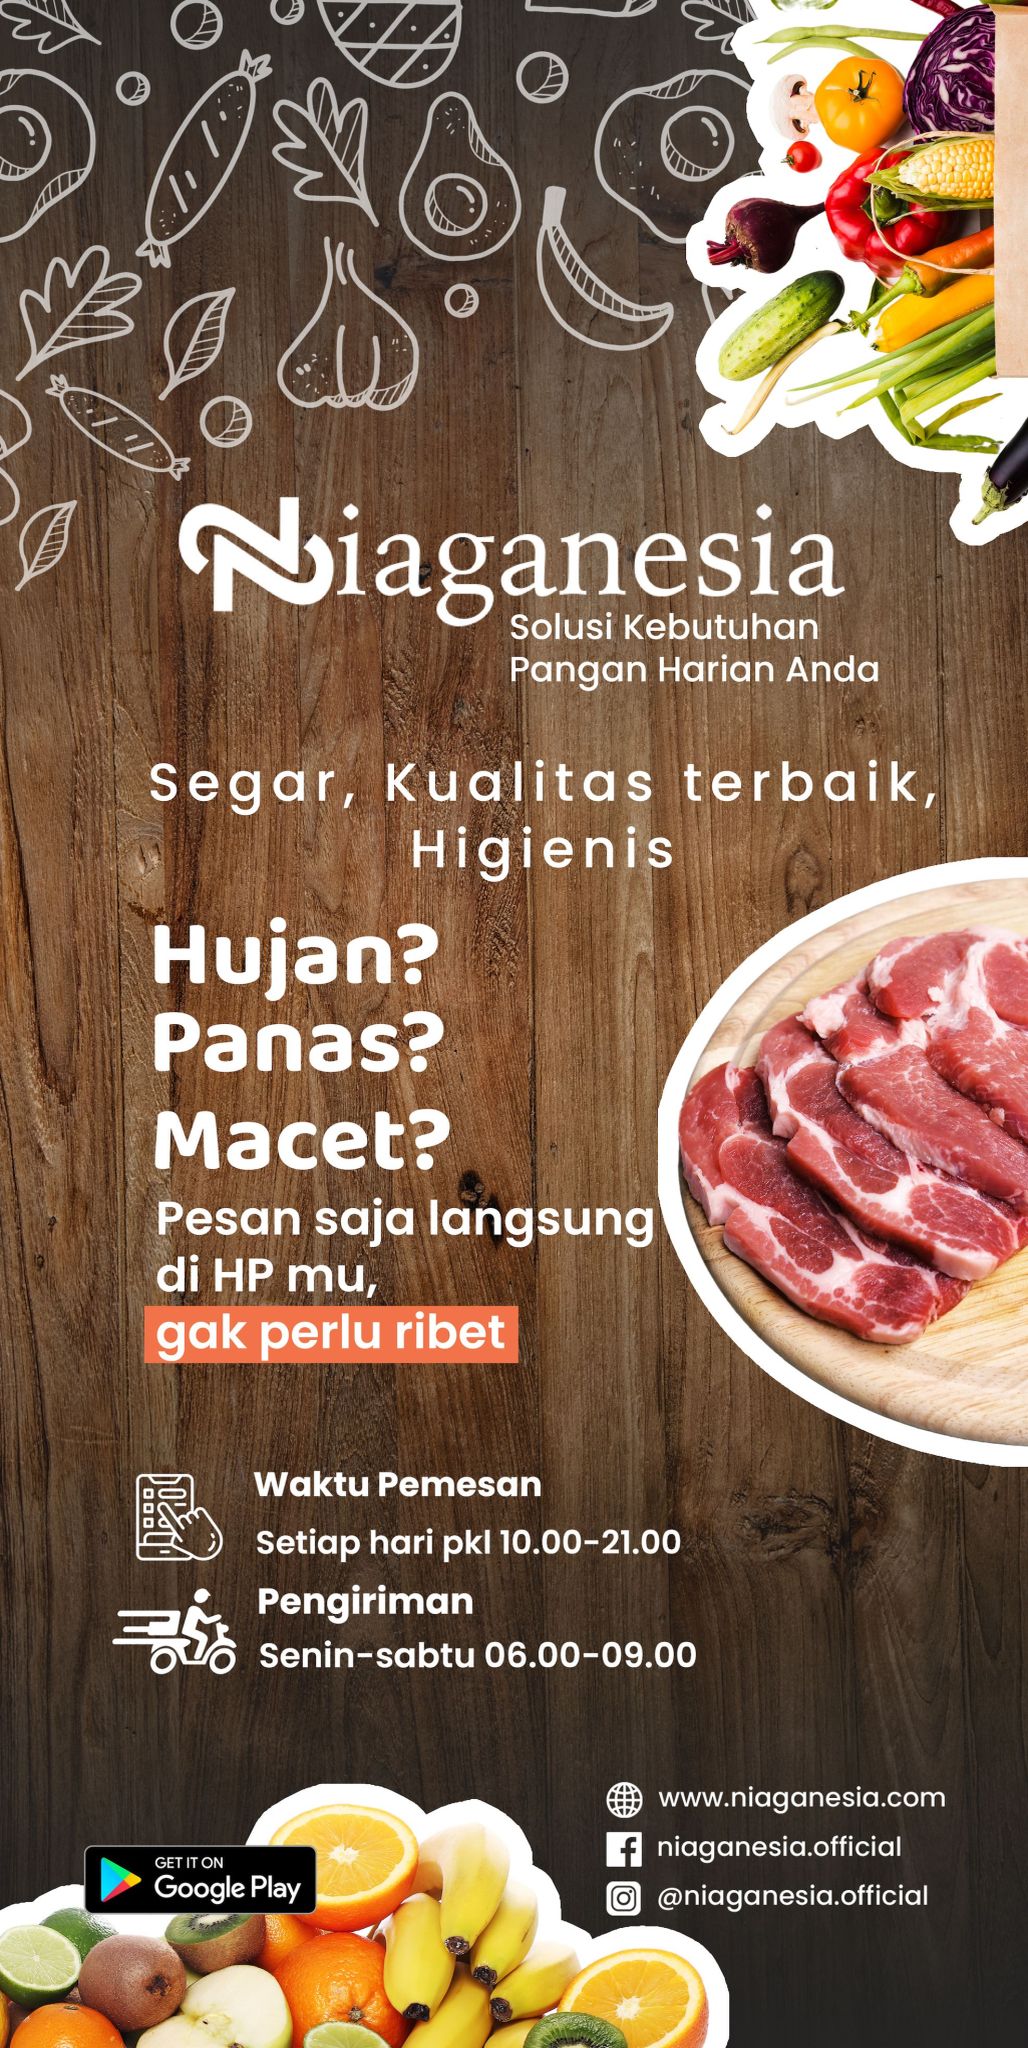 Niaganesia
Solusi Kebutuhan
Pangan Harian Anda
Segar, Kualitas terbaik,
Higienis
Hujan?
Panas?
Macet?
Pesan saja langsung
di HP mu,
gak perlu ribet
Waktu Pemesan
Setiap hari pkl 10.00-21.00
Pengiriman
Senin-sabtu 06.00-09.00
www.niaganesia.com
niaganesia.official
@niaganesia.official
GET IT ON
Google Play